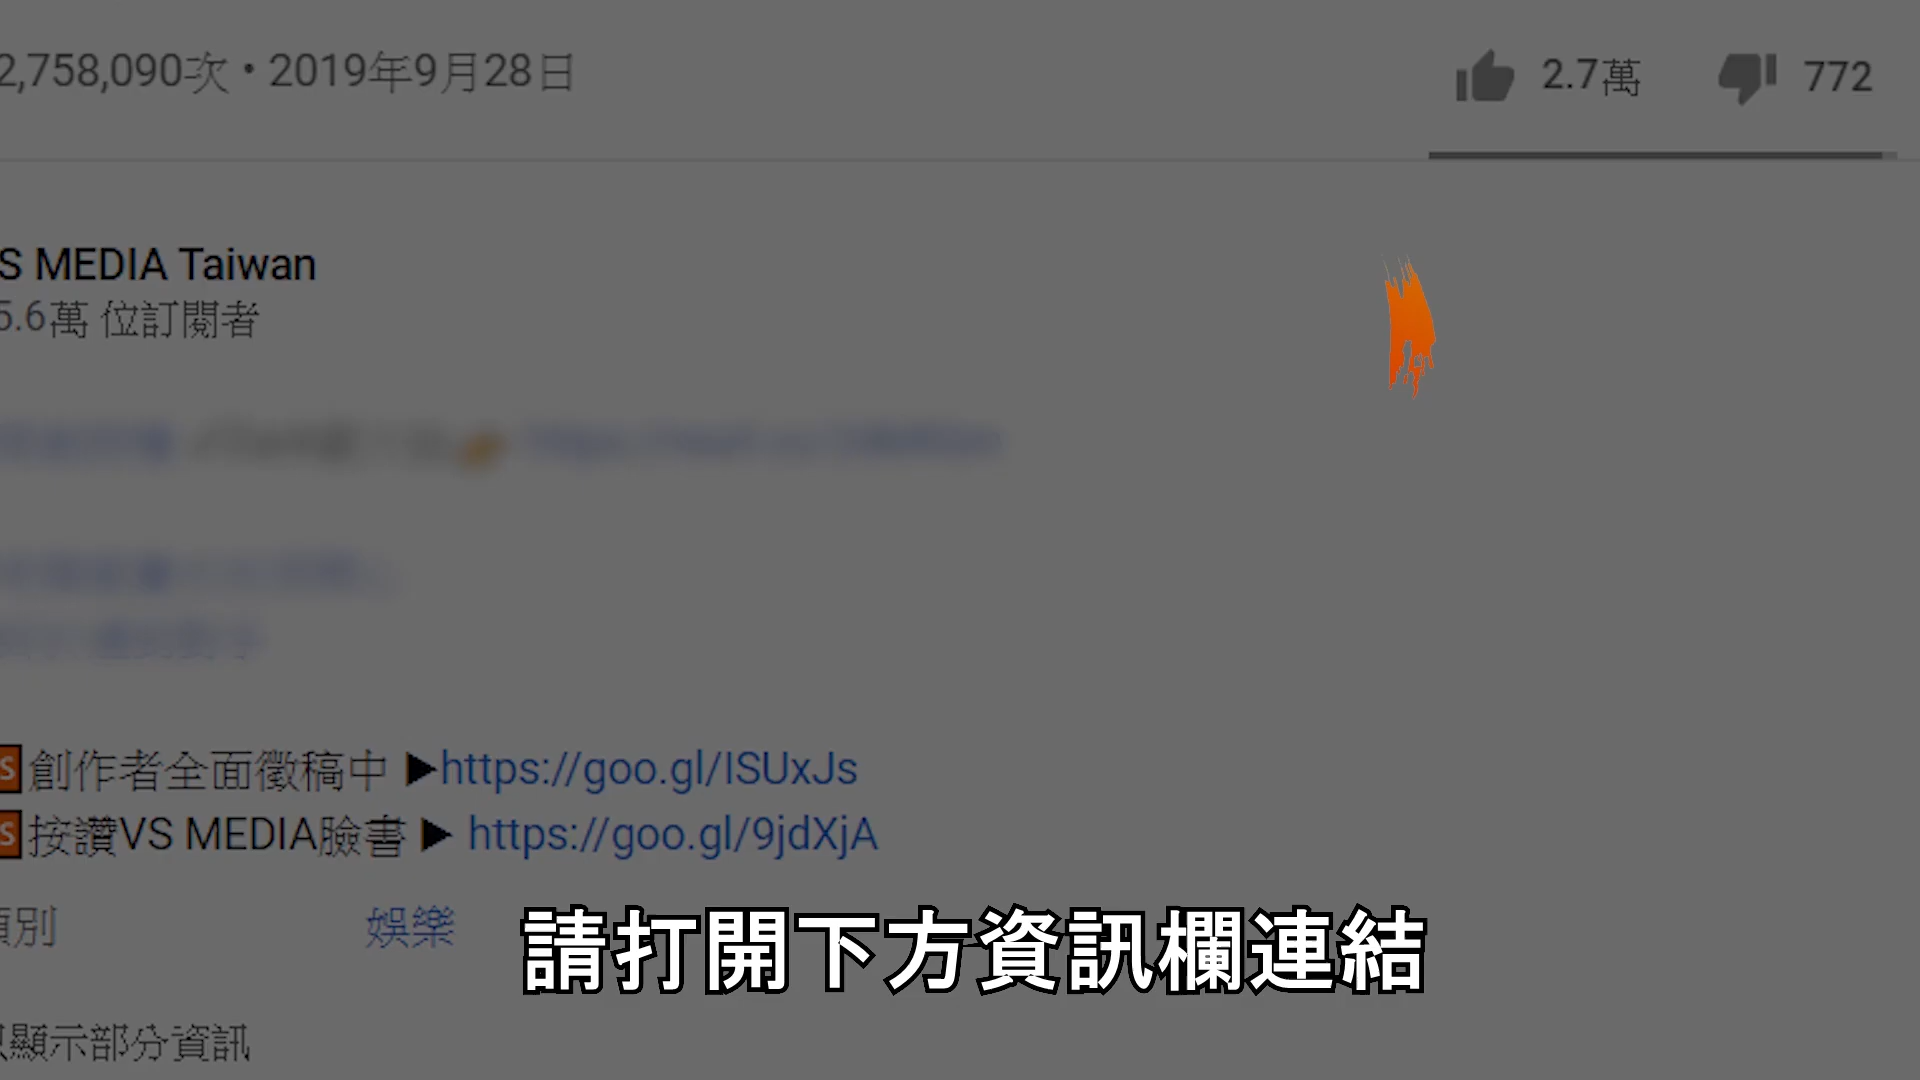 2,758,090次 • 2019年9月28日
2.7萬
772
S MEDIA Taiwan
5.6萬 位訂閱者
創作者全面徵稿中 ▶https://goo.gl/ISUxJs
按讚VS MEDIA臉書 ▶ https://goo.gl/9jdXjA
類別
娛樂
請打開下方資訊欄連結
只顯示部分資訊